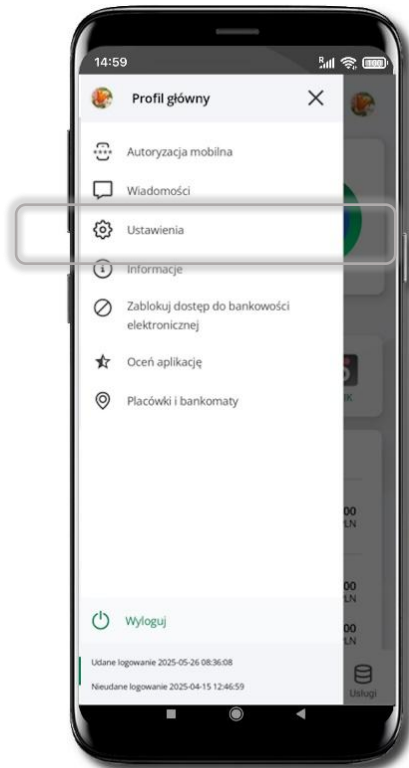 14:59
Profil główny
Autoryzacja mobilna
Wiadomości
Ustawienia
Informacje
Zablokuj dostęp do bankowości
elektronicznej
Oceń aplikację
Placówki i bankomaty
Wyloguj
Udane logowanie 2025-05-26 08:36:08
Nieudane logowanie 2025-04-15 12:46:59
Usługi